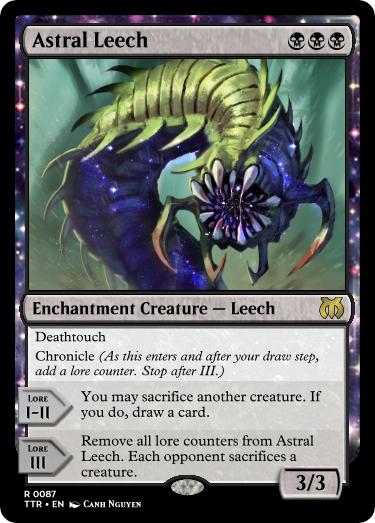 Astral Leech
Enchantment Creature — Leech
Deathtouch
Chronicle (As this enters and after your draw step,
add a lore counter. Stop after III.)
LORE
I-II
You may sacrifice another creature. If
you do, draw a card.
LORE
III
Remove all lore counters from Astral
Leech. Each opponent sacrifices a
creature.
3/3
R 0087
TTR • EN Canh Nguyen